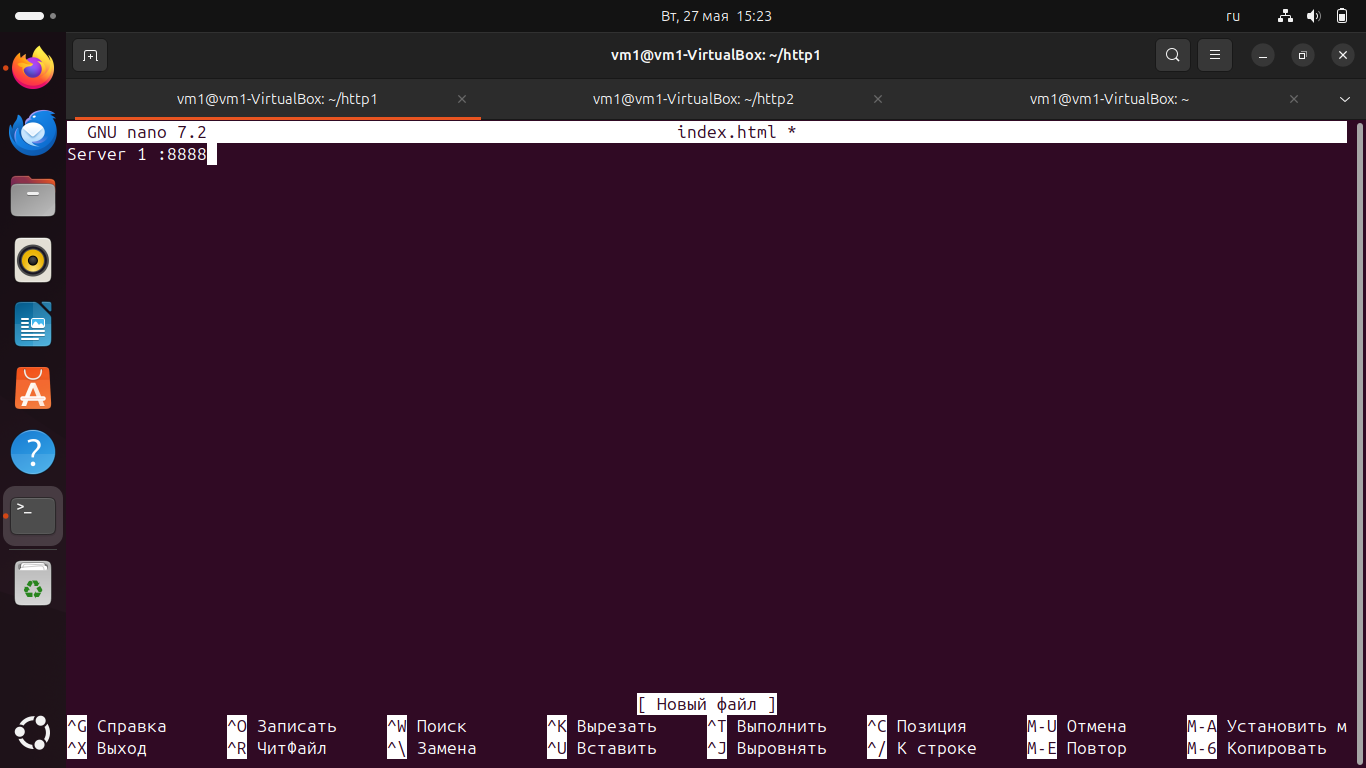 Вт, 27 мая 15:23
ru
vm1@vm1-VirtualBox: ~/http1
vm1@vm1-VirtualBox: ~/http1
vm1@vm1-VirtualBox: ~/http2
vm1@vm1-VirtualBox: ~
GNU nano 7.2 index.html *
Server 1 :8888
[ Новый файл ]
^G Справка ^O Записать ^W Поиск ^K Вырезать ^T Выполнить ^C Позиция M-U Отмена M-A Установить м
^X Выход ^R ЧитФайл ^\ Замена ^U Вставить ^J Выровнять ^/ К строке M-E Повтор M-6 Копировать